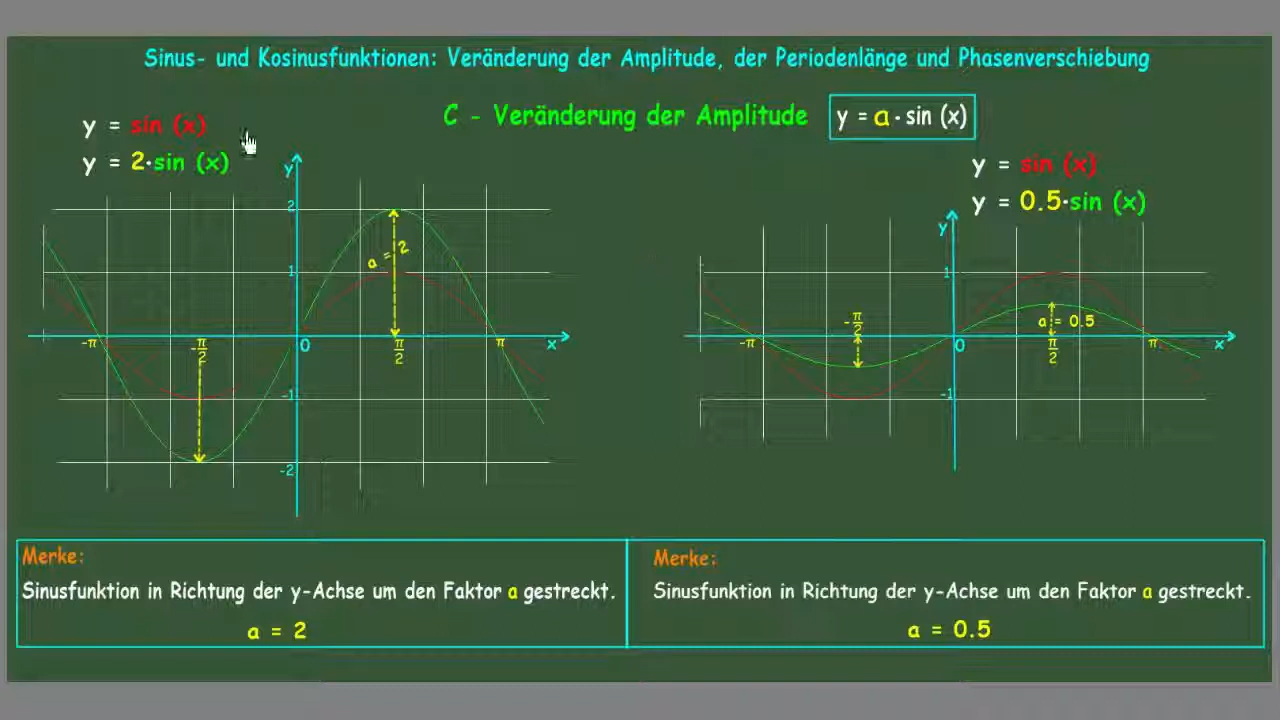 Sinus- und Kosinusfunktionen: Veränderung der Amplitude, der Periodenlänge und Phasenverschiebung
C - Veränderung der Amplitude
y = a · sin (x)
y = sin (x)
y = 2·sin (x)
y
2
1
a = 2
-π
-π/2
0
π/2
π
x
-1
-2
y = sin (x)
y = 0.5·sin (x)
y
1
-π/2
a = 0.5
-π
0
π/2
π
x
-1
Merke:
Sinusfunktion in Richtung der y-Achse um den Faktor a gestreckt.
a = 2
Merke:
Sinusfunktion in Richtung der y-Achse um den Faktor a gestreckt.
a = 0.5